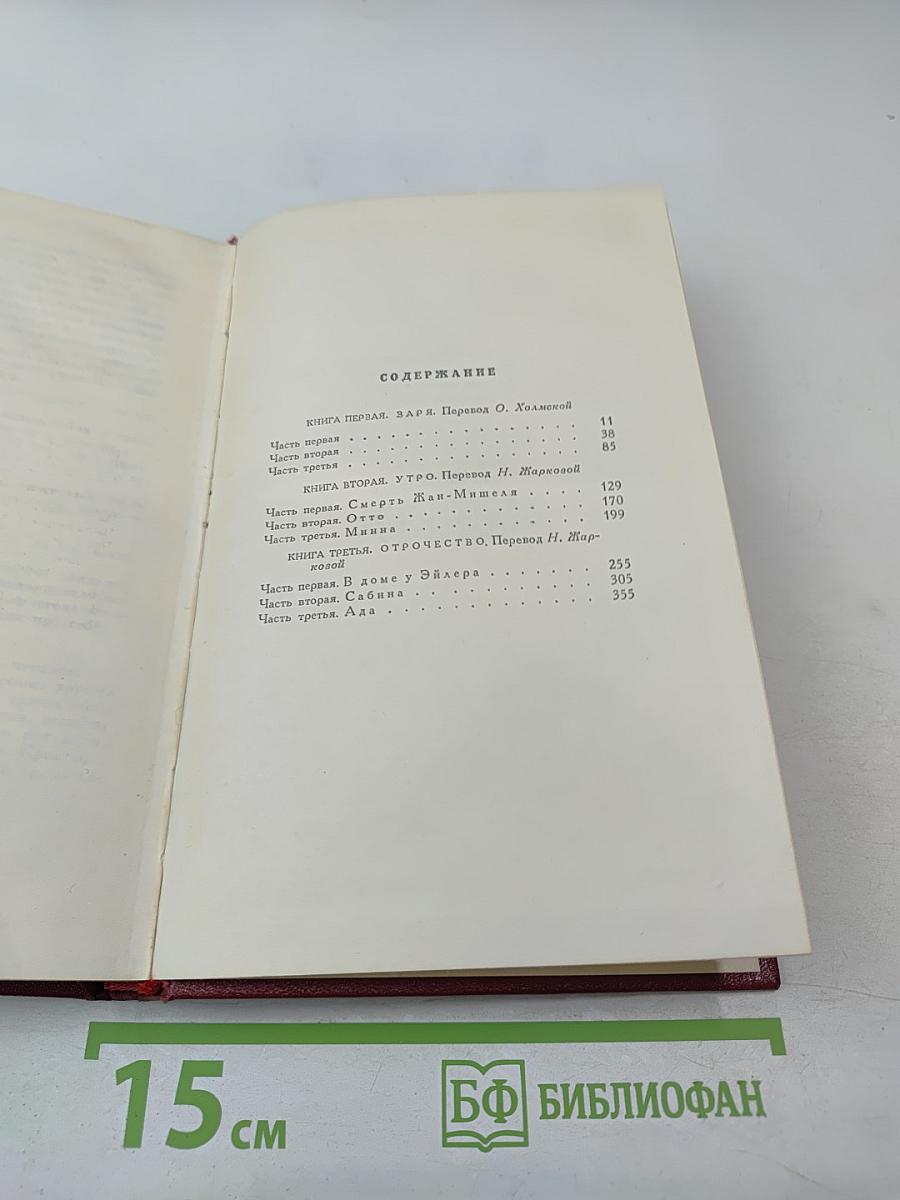 СОДЕРЖАНИЕ
КНИГА ПЕРВАЯ. ЗАРЯ. Перевод О. Холмской
Часть первая . . . . . . . . . . . . . . . . 11
Часть вторая . . . . . . . . . . . . . . . . 38
Часть третья . . . . . . . . . . . . . . . . 85
КНИГА ВТОРАЯ. УТРО. Перевод Н. Жарковой
Часть первая. Смерть Жан-Мишеля . . . . 129
Часть вторая. Отто . . . . . . . . . . . . . 170
Часть третья. Минна . . . . . . . . . . . . 199
КНИГА ТРЕТЬЯ. ОТРОЧЕСТВО. Перевод Н. Жар-
ковой
Часть первая. В доме у Эйлера . . . . . . . 255
Часть вторая. Сабина . . . . . . . . . . . 305
Часть третья. Ада . . . . . . . . . . . . . 355
15 см
БФ БИБЛИОФАН